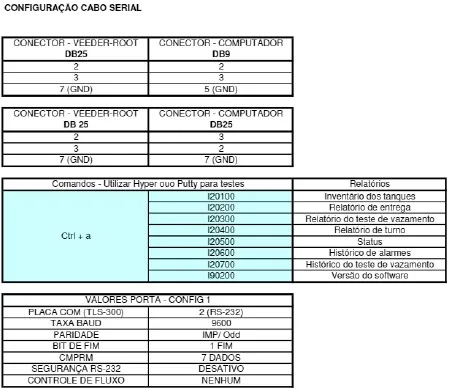 CONFIGURAÇÃO CABO SERIAL
CONECTOR - VEEDER-ROOT CONECTOR - COMPUTADOR
DB25 DB9
2 2
3 3
7 (GND) 5 (GND)
CONECTOR - VEEDER-ROOT CONECTOR - COMPUTADOR
DB 25 DB25
2 3
3 2
7 (GND) 7 (GND)
Comandos - Utilizar Hyper ouo Putty para testes Relatórios
Ctrl + a
I20100 Inventário dos tanques
I20200 Relatório de entrega
I20300 Relatório do teste de vazamento
I20400 Relatório de turno
I20500 Status
I20600 Histórico de alarmes
I20700 Histórico do teste de vazamento
I90200 Versão do software
VALORES PORTA - CONFIG 1
PLACA COM (TLS-300) 2 (RS-232)
TAXA BAUD 9600
PARIDADE IMP/ Odd
BIT DE FIM 1 FIM
CMPRM 7 DADOS
SEGURANÇA RS-232 DESATIVO
CONTROLE DE FLUXO NENHUM